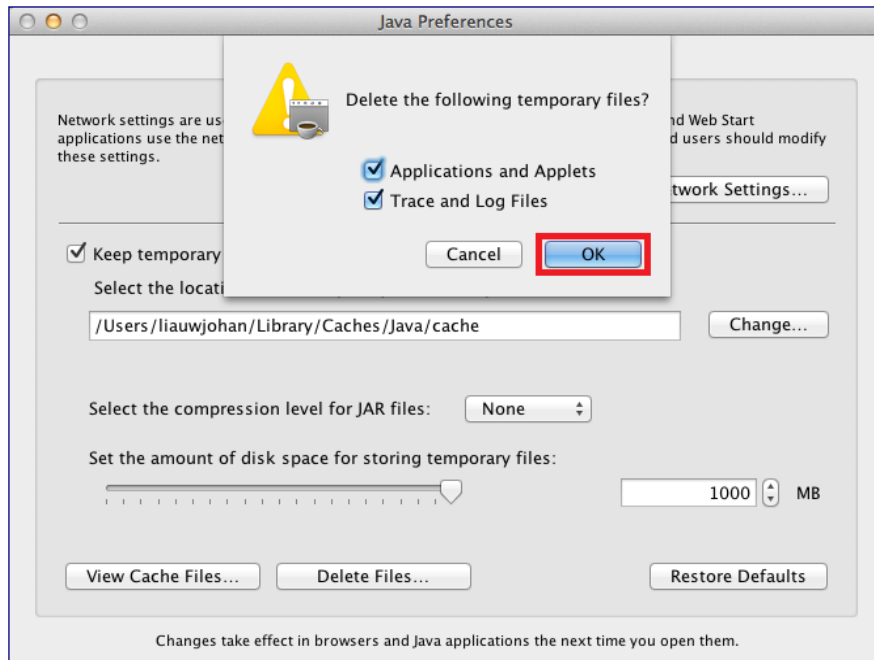 Java Preferences
Delete the following temporary files?
Network settings are us
nd Web Start
applications use the net
d users should modify
these settings.
Applications and Applets
twork Settings...
Trace and Log Files
Cancel
OK
Keep temporary
Select the locati
/Users/liauwjohan/Library/Caches/Java/cache
Change...
Select the compression level for JAR files:
None
Set the amount of disk space for storing temporary files:
1000
MB
View Cache Files...
Delete Files...
Restore Defaults
Changes take effect in browsers and Java applications the next time you open them.